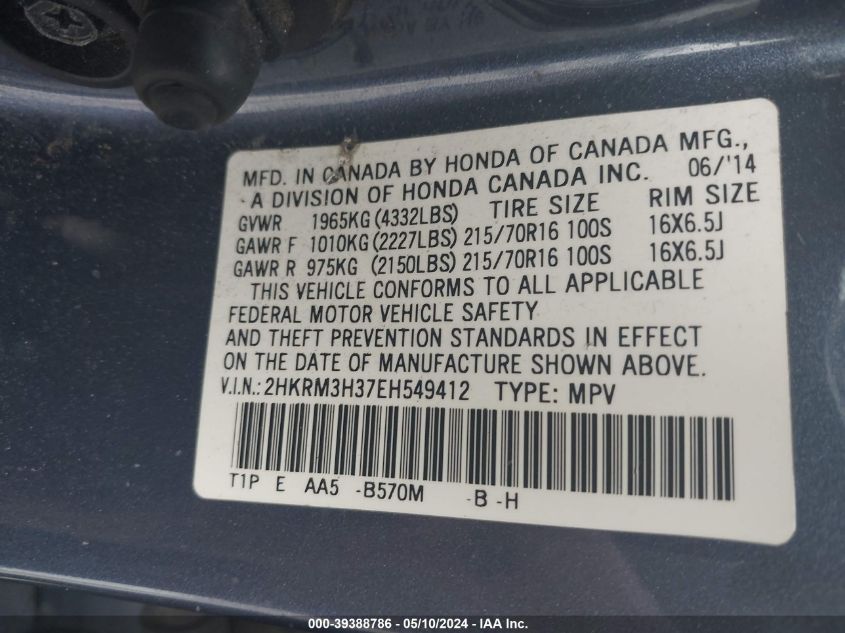 MFD. IN CANADA BY HONDA OF CANADA MFG.,
A DIVISION OF HONDA CANADA INC. 06/'14
GVWR 1965KG (4332LBS) TIRE SIZE RIM SIZE
GAWR F 1010KG (2227LBS) 215/70R16 100S 16X6.5J
GAWR R 975KG (2150LBS) 215/70R16 100S 16X6.5J
THIS VEHICLE CONFORMS TO ALL APPLICABLE
FEDERAL MOTOR VEHICLE SAFETY
AND THEFT PREVENTION STANDARDS IN EFFECT
ON THE DATE OF MANUFACTURE SHOWN ABOVE.
V.I.N.: 2HKRM3H37EH549412 TYPE: MPV
T1P E AA5 -B570M -B -H
000-39388786 - 05/10/2024 - IAA Inc.